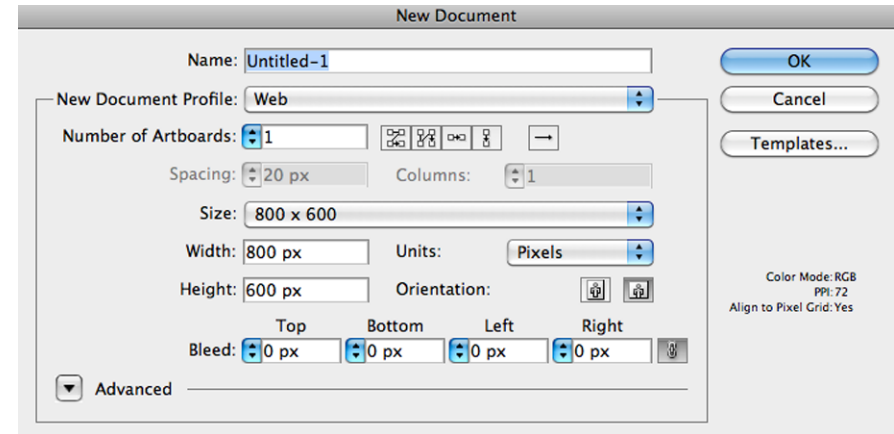 New Document
Name: Untitled-1
OK
New Document Profile: Web
Cancel
Number of Artboards: 1
Templates...
Spacing: 20 px Columns: 1
Size: 800 x 600
Width: 800 px Units: Pixels
Color Mode:RGB
Height: 600 px Orientation:
PPI:72
Align to Pixel Grid:Yes
Top Bottom Left Right
Bleed: 0 px 0 px 0 px 0 px
Advanced